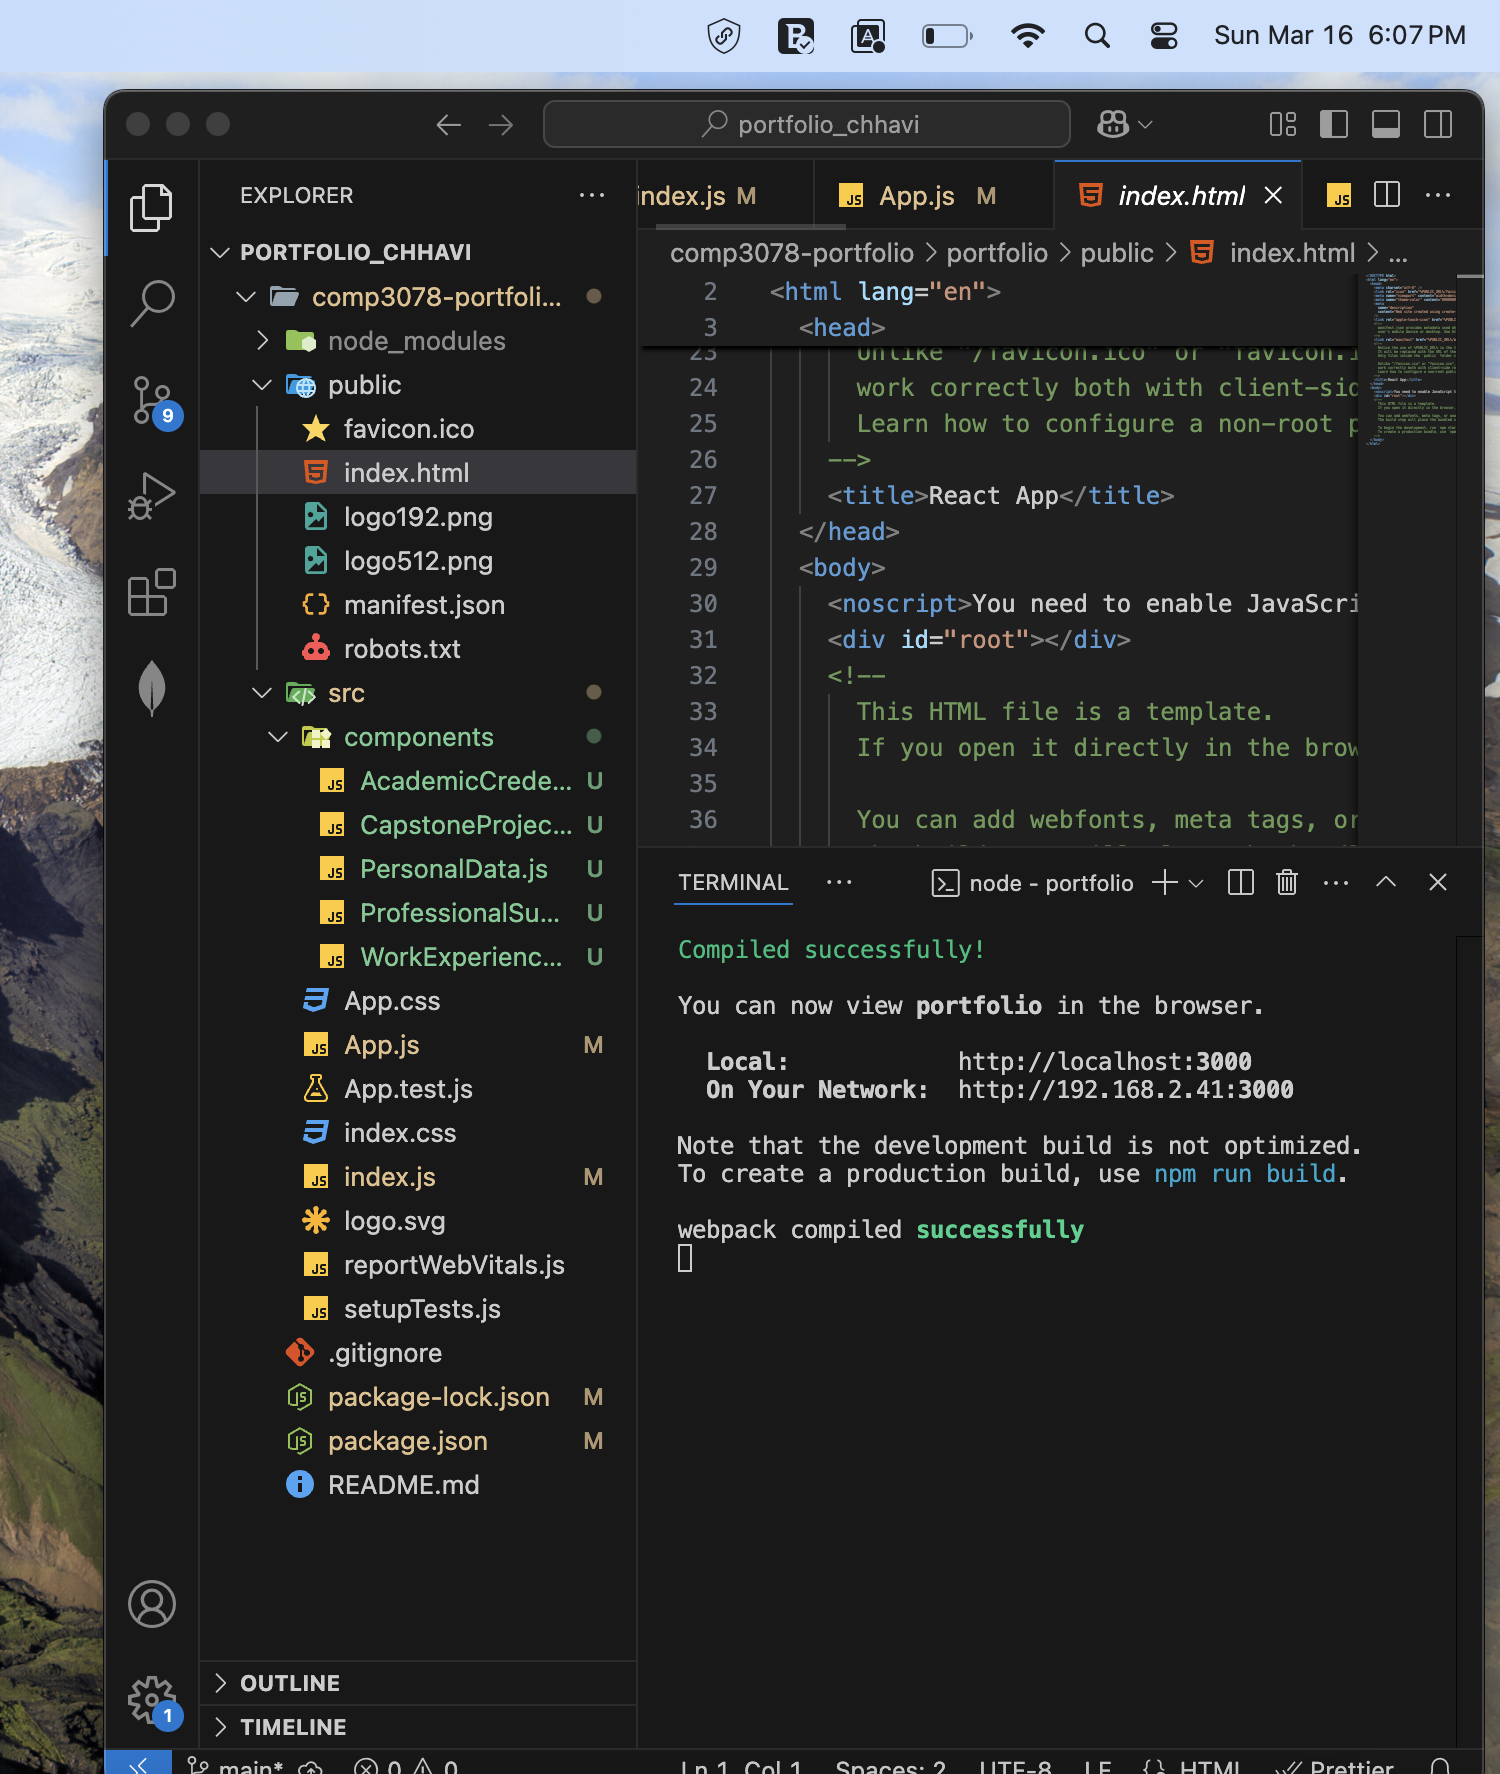 Sun Mar 16 6:07 PM
portfolio_chhavi
EXPLORER
PORTFOLIO_CHHAVI
comp3078-portfoli...
node_modules
public
favicon.ico
index.html
logo192.png
logo512.png
manifest.json
robots.txt
src
components
AcademicCrede... U
CapstoneProjec... U
PersonalData.js U
ProfessionalSu... U
WorkExperienc... U
App.css
App.js M
App.test.js
index.css
index.js M
logo.svg
reportWebVitals.js
setupTests.js
.gitignore
package-lock.json M
package.json M
README.md
OUTLINE
TIMELINE
9
1
index.js M
App.js M
index.html
comp3078-portfolio > portfolio > public > index.html > ...
2 <html lang="en">
3 <head>
23 Unlike "/favicon.ico" or "favicon.i
24 work correctly both with client-sid
25 Learn how to configure a non-root p
26 -->
27 <title>React App</title>
28 </head>
29 <body>
30 <noscript>You need to enable JavaScri
31 <div id="root"></div>
32 <!--
33 This HTML file is a template.
34 If you open it directly in the brow
35
36 You can add webfonts, meta tags, or
TERMINAL
node - portfolio
Compiled successfully!
You can now view portfolio in the browser.
Local: http://localhost:3000
On Your Network: http://192.168.2.41:3000
Note that the development build is not optimized.
To create a production build, use npm run build.
webpack compiled successfully
main* 0 0
Ln 1, Col 1 Spaces: 2 UTF-8 LF {} HTML Prettier